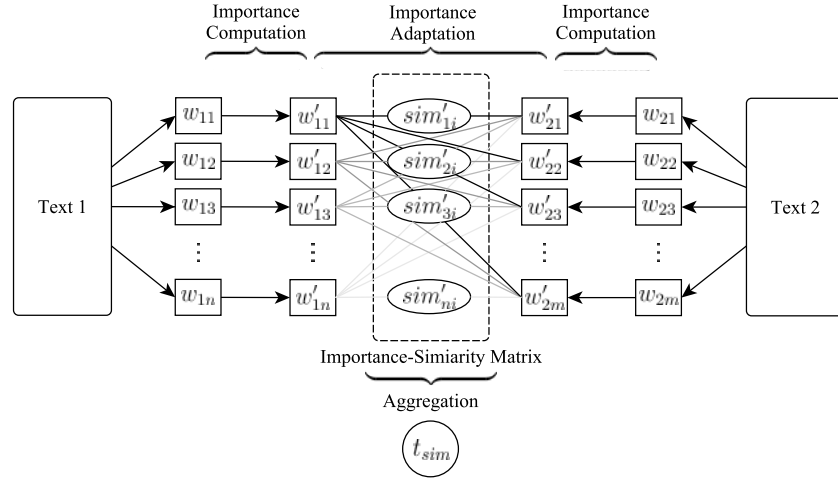 Importance
Computation
Importance
Adaptation
Importance
Computation
Text 1
w₁₁ w′₁₁ sim′₁ᵢ w′₂₁ w₂₁
w₁₂ w′₁₂ sim′₂ᵢ w′₂₂ w₂₂
w₁₃ w′₁₃ sim′₃ᵢ w′₂₃ w₂₃
⋮ ⋮ ⋮ ⋮
w₁ₙ w′₁ₙ sim′ₙᵢ w′₂ₘ w₂ₘ
Text 2
Importance-Simiarity Matrix
Aggregation
tₛᵢₘ